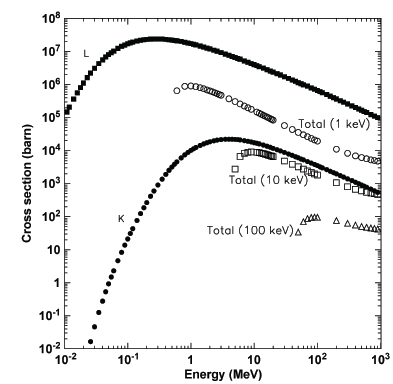 10^7
10^6
10^5
10^4
10^3
10^2
10^1
1
10^-1
10^-2
Cross section (barn)
L
Total (1 keV)
Total (10 keV)
K
Total (100 keV)
10^-2 10^-1 1 10 10^2 10^3
Energy (MeV)